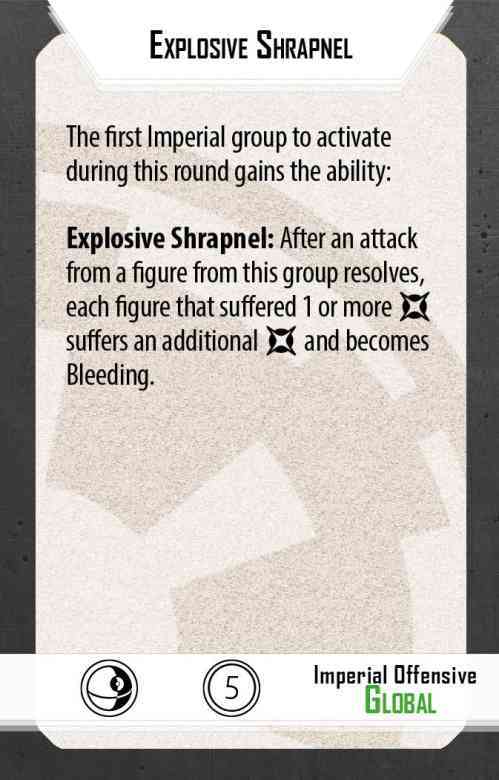 Explosive Shrapnel
The first Imperial group to activate
during this round gains the ability:
Explosive Shrapnel: After an attack
from a figure from this group resolves,
each figure that suffered 1 or more
suffers an additional and becomes
Bleeding.
5
Imperial Offensive
Global